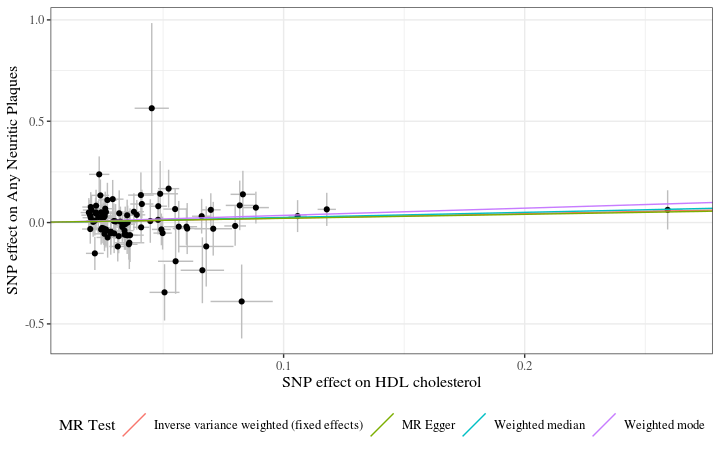 SNP effect on Any Neuritic Plaques
1.0
0.5
0.0
-0.5
0.1
0.2
SNP effect on HDL cholesterol
MR Test
Inverse variance weighted (fixed effects)
MR Egger
Weighted median
Weighted mode